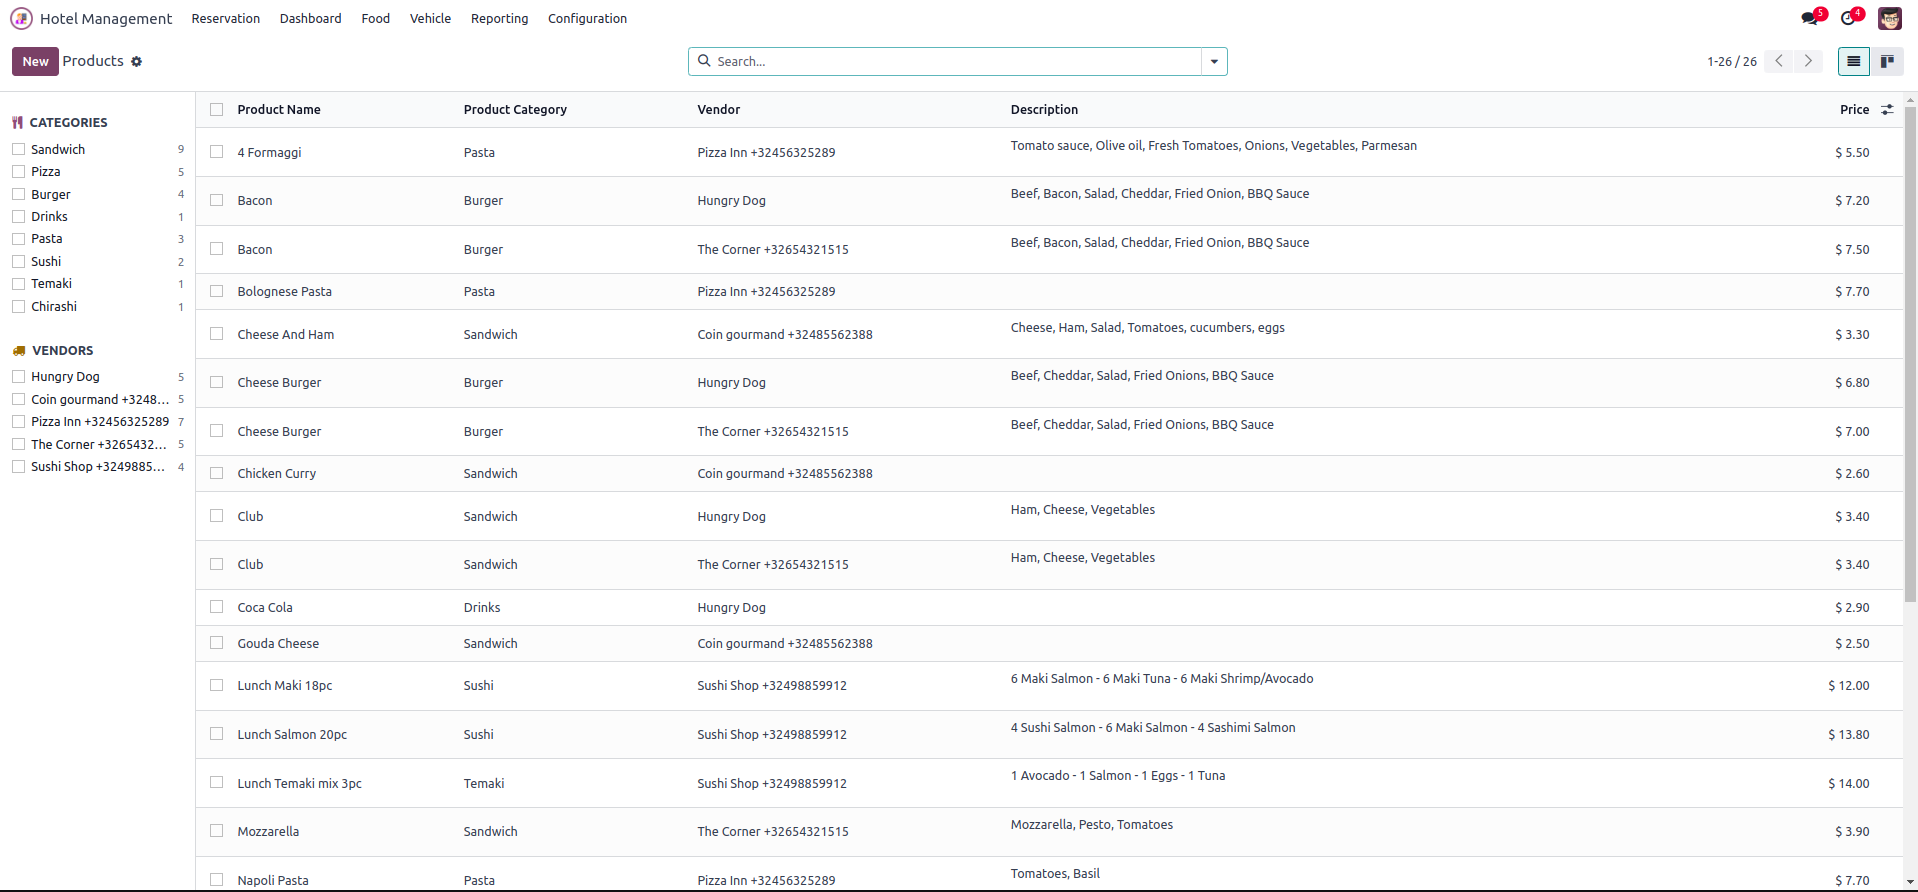 Hotel Management Reservation Dashboard Food Vehicle Reporting Configuration 5 4
New Products Search... 1-26 / 26
CATEGORIES
Sandwich 9
Pizza 5
Burger 4
Drinks 1
Pasta 3
Sushi 2
Temaki 1
Chirashi 1
VENDORS
Hungry Dog 5
Coin gourmand +3248... 5
Pizza Inn +32456325289 7
The Corner +3265432... 5
Sushi Shop +3249885... 4
Product Name Product Category Vendor Description Price
4 Formaggi Pasta Pizza Inn +32456325289 Tomato sauce, Olive oil, Fresh Tomatoes, Onions, Vegetables, Parmesan $ 5.50
Bacon Burger Hungry Dog Beef, Bacon, Salad, Cheddar, Fried Onion, BBQ Sauce $ 7.20
Bacon Burger The Corner +32654321515 Beef, Bacon, Salad, Cheddar, Fried Onion, BBQ Sauce $ 7.50
Bolognese Pasta Pasta Pizza Inn +32456325289 $ 7.70
Cheese And Ham Sandwich Coin gourmand +32485562388 Cheese, Ham, Salad, Tomatoes, cucumbers, eggs $ 3.30
Cheese Burger Burger Hungry Dog Beef, Cheddar, Salad, Fried Onions, BBQ Sauce $ 6.80
Cheese Burger Burger The Corner +32654321515 Beef, Cheddar, Salad, Fried Onions, BBQ Sauce $ 7.00
Chicken Curry Sandwich Coin gourmand +32485562388 $ 2.60
Club Sandwich Hungry Dog Ham, Cheese, Vegetables $ 3.40
Club Sandwich The Corner +32654321515 Ham, Cheese, Vegetables $ 3.40
Coca Cola Drinks Hungry Dog $ 2.90
Gouda Cheese Sandwich Coin gourmand +32485562388 $ 2.50
Lunch Maki 18pc Sushi Sushi Shop +32498859912 6 Maki Salmon - 6 Maki Tuna - 6 Maki Shrimp/Avocado $ 12.00
Lunch Salmon 20pc Sushi Sushi Shop +32498859912 4 Sushi Salmon - 6 Maki Salmon - 4 Sashimi Salmon $ 13.80
Lunch Temaki mix 3pc Temaki Sushi Shop +32498859912 1 Avocado - 1 Salmon - 1 Eggs - 1 Tuna $ 14.00
Mozzarella Sandwich The Corner +32654321515 Mozzarella, Pesto, Tomatoes $ 3.90
Napoli Pasta Pasta Pizza Inn +32456325289 Tomatoes, Basil $ 7.70